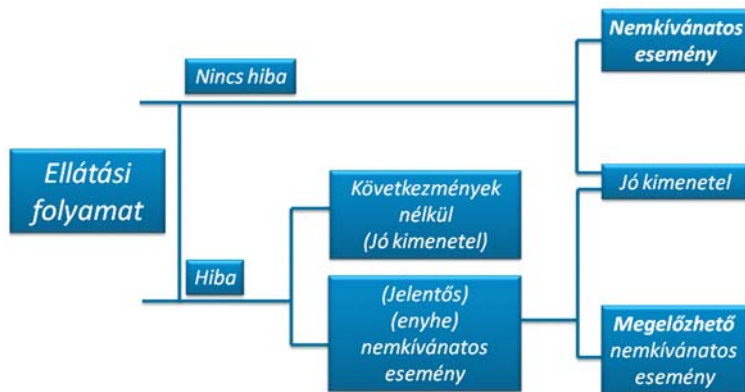 Nemkívánatos
esemény
Nincs hiba
Ellátási
folyamat
Következmények
nélkül
(Jó kimenetel)
Jó kimenetel
Hiba
(Jelentős)
(enyhe)
nemkívánatos
esemény
Megelőzhető
nemkívánatos
esemény